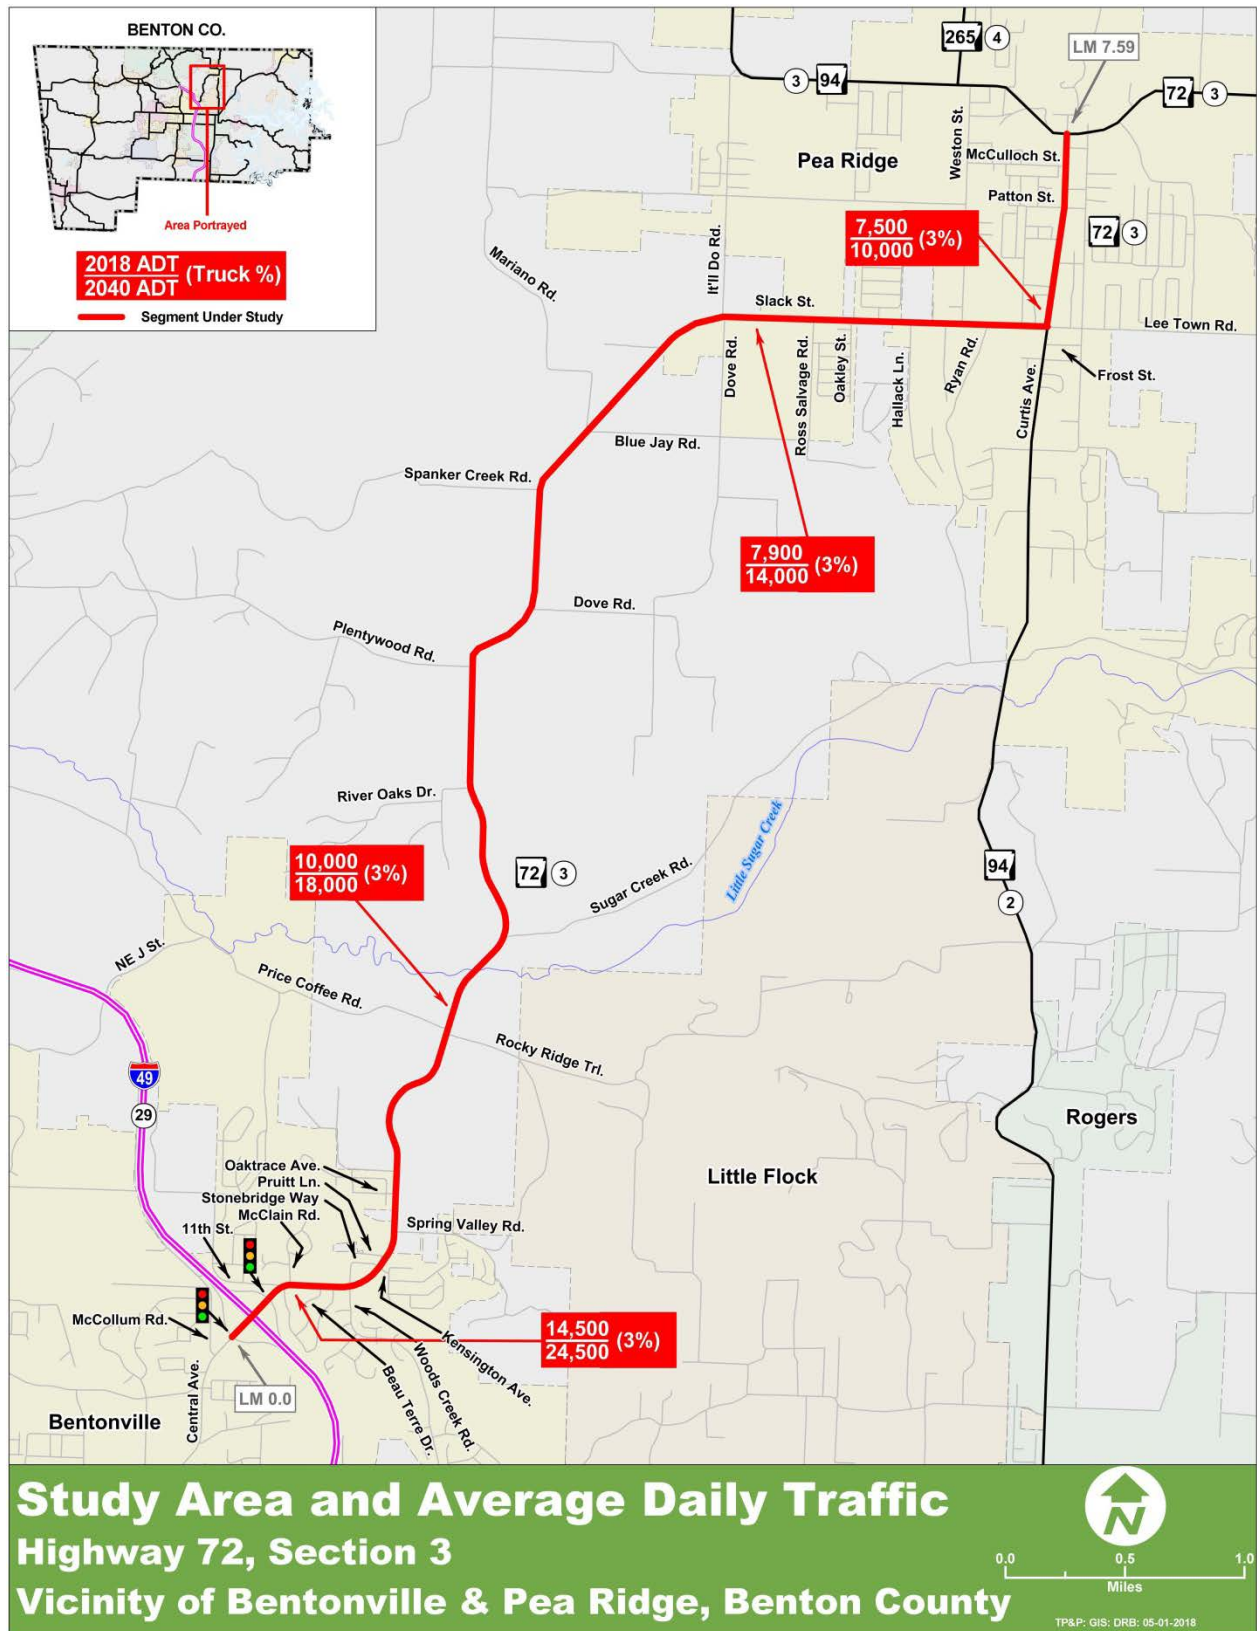 BENTON CO.
Area Portrayed
2018 ADT
2040 ADT
(Truck %)
Segment Under Study
265
4
LM 7.59
3
94
72
3
Weston St.
McCulloch St.
Pea Ridge
Patton St.
7,500
10,000
(3%)
72
3
It'll Do Rd.
Mariano Rd.
Slack St.
Lee Town Rd.
Dove Rd.
Ross Salvage Rd.
Oakley St.
Hallack Ln.
Ryan Rd.
Curtis Ave.
Frost St.
Blue Jay Rd.
Spanker Creek Rd.
7,900
14,000
(3%)
Dove Rd.
Plentywood Rd.
River Oaks Dr.
10,000
18,000
(3%)
72
3
Sugar Creek Rd.
Little Sugar Creek
94
2
NE J St.
Price Coffee Rd.
Rocky Ridge Trl.
49
29
Rogers
Oaktrace Ave.
Pruitt Ln.
Stonebridge Way
McClain Rd.
11th St.
Little Flock
Spring Valley Rd.
McCollum Rd.
14,500
24,500
(3%)
Kensington Ave.
Woods Creek Rd.
Beau Terre Dr.
Central Ave.
LM 0.0
Bentonville
Study Area and Average Daily Traffic
Highway 72, Section 3
Vicinity of Bentonville & Pea Ridge, Benton County
N
0.0 0.5 1.0
Miles
TP&P: GIS: DRB: 05-01-2018